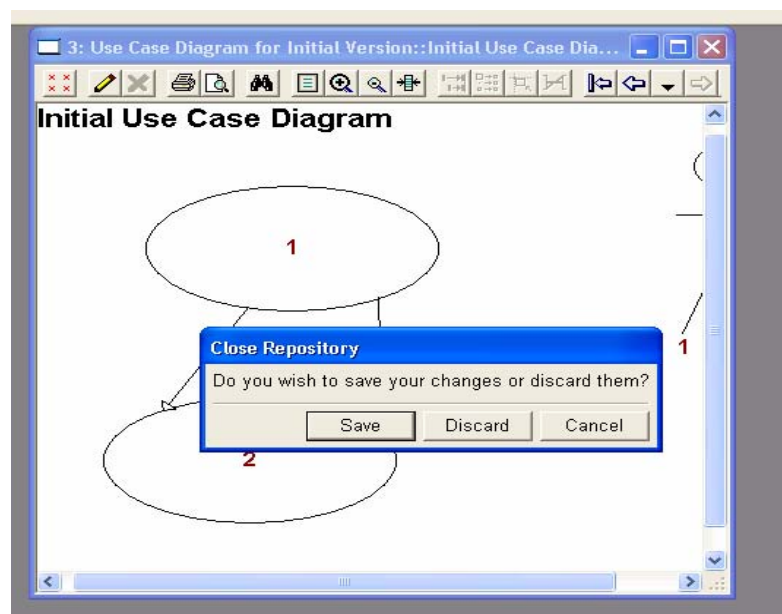 3: Use Case Diagram for Initial Version::Initial Use Case Dia...
Initial Use Case Diagram
1
Close Repository
1
Do you wish to save your changes or discard them?
Save Discard Cancel
2